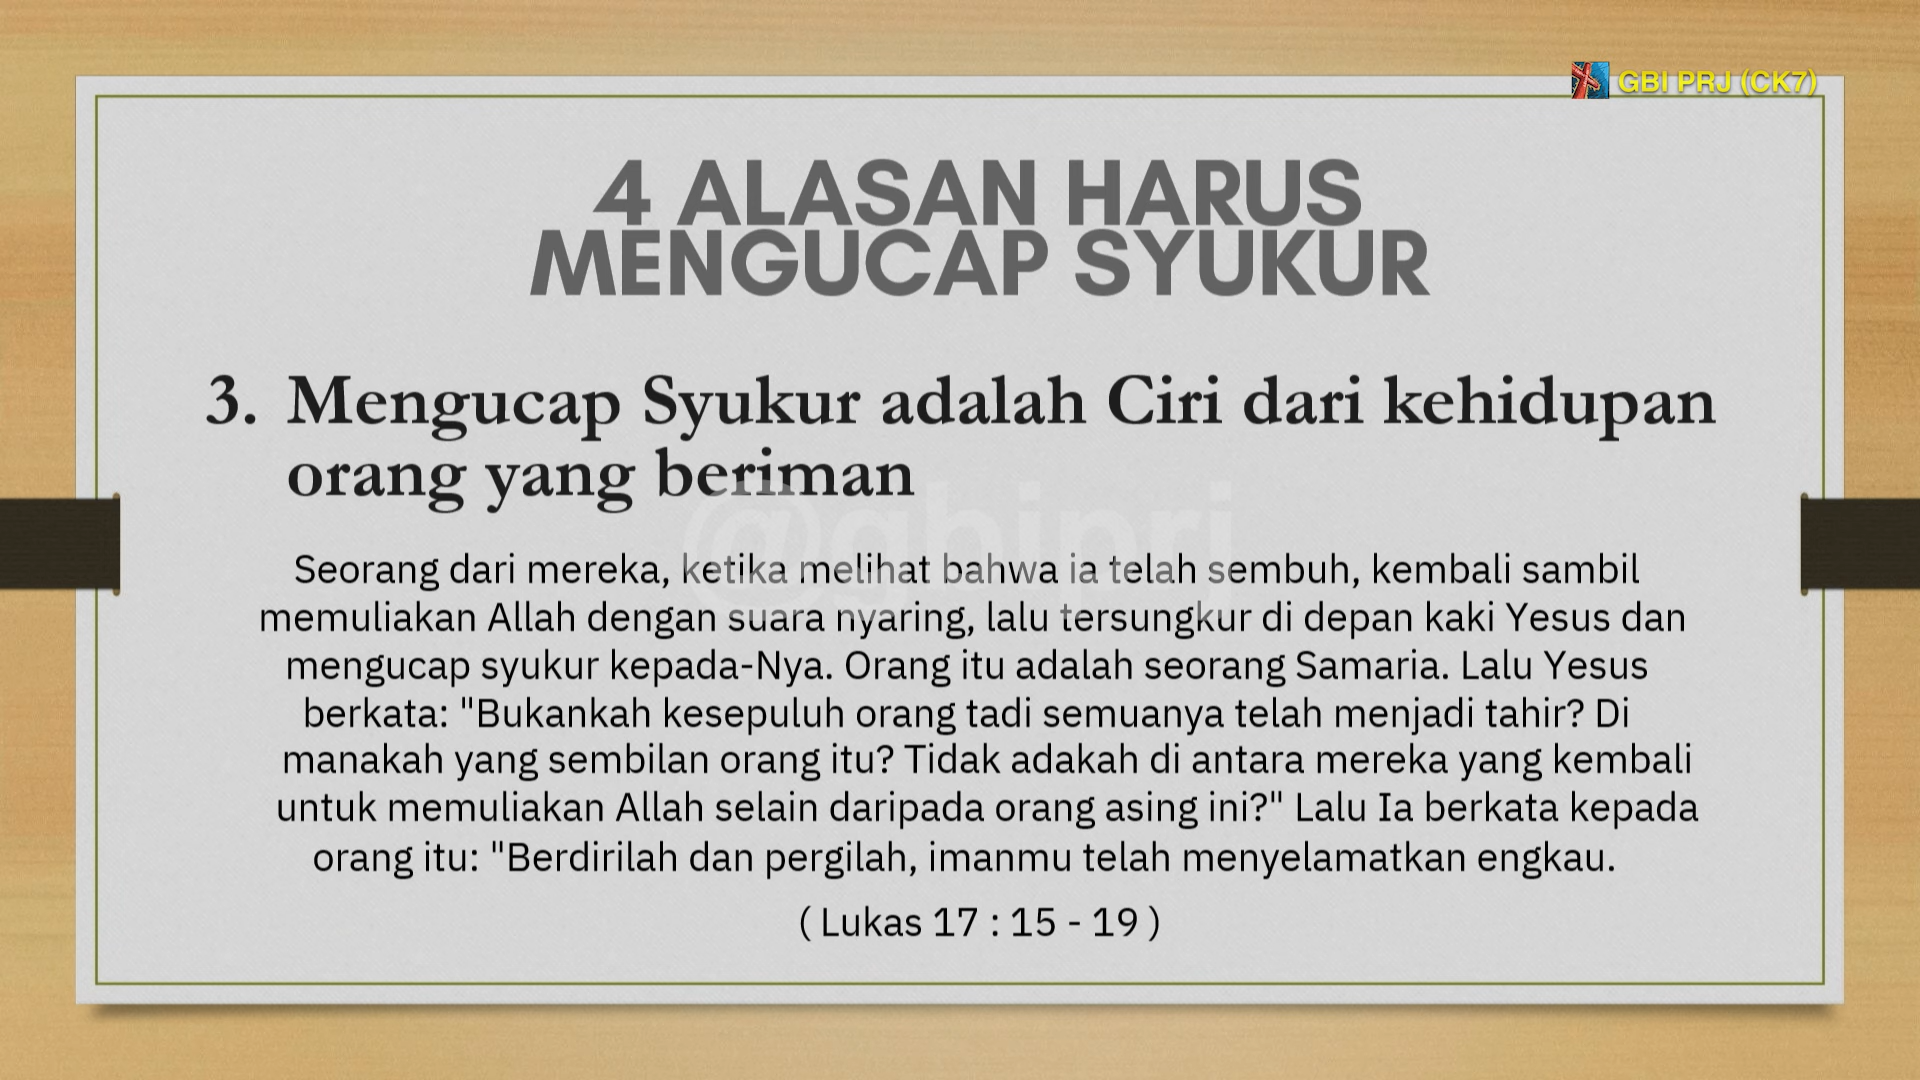 GBI PRJ (CK7)
4 ALASAN HARUS
MENGUCAP SYUKUR
3. Mengucap Syukur adalah Ciri dari kehidupan
orang yang beriman
@gbiprj
Seorang dari mereka, ketika melihat bahwa ia telah sembuh, kembali sambil
memuliakan Allah dengan suara nyaring, lalu tersungkur di depan kaki Yesus dan
mengucap syukur kepada-Nya. Orang itu adalah seorang Samaria. Lalu Yesus
berkata: "Bukankah kesepuluh orang tadi semuanya telah menjadi tahir? Di
manakah yang sembilan orang itu? Tidak adakah di antara mereka yang kembali
untuk memuliakan Allah selain daripada orang asing ini?" Lalu Ia berkata kepada
orang itu: "Berdirilah dan pergilah, imanmu telah menyelamatkan engkau.
( Lukas 17 : 15 - 19 )